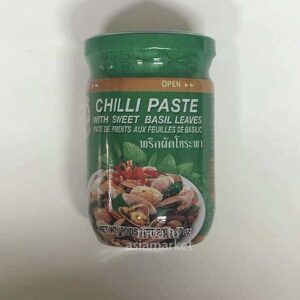 OPEN
CHILLI PASTE
WITH SWEET BASIL LEAVES
PATE DE PIMENTS AUX FEUILLES DE BASILIC
พริกผัดโหระพา
asiamarket